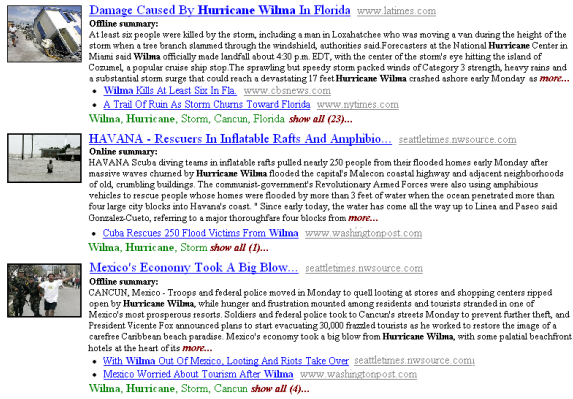 Damage Caused By Hurricane Wilma In Florida www.latimes.com
Offline summary:
At least six people were killed by the storm, including a man in Loxahatchee who was moving a van during the height of the
storm when a tree branch slammed through the windshield, authorities said.Forecasters at the National Hurricane Center in
Miami said Wilma officially made landfall about 4:30 p.m. EDT, with the center of the storm's eye hitting the island of
Cozumel, a popular cruise ship stop.The sprawling but speedy storm packed winds of Category 3 strength, heavy rains and
a substantial storm surge that could reach a devastating 17 feet Hurricane Wilma crashed ashore early Monday as more...
• Wilma Kills At Least Six In Fla. www.cbsnews.com
• A Trail Of Ruin As Storm Churns Toward Florida www.nytimes.com
Wilma, Hurricane, Storm, Cancun, Florida show all (23)...
HAVANA - Rescuers In Inflatable Rafts And Amphibio... seattletimes.nwsource.com
Online summary:
HAVANA Scuba diving teams in inflatable rafts pulled nearly 250 people from their flooded homes early Monday after
massive waves churned by Hurricane Wilma flooded the capital's Malecon coastal highway and adjacent neighborhoods
of old, crumbling buildings. The communist-government's Revolutionary Armed Forces were also using amphibious
vehicles to rescue people whose homes were flooded by more than 3 feet of water when the ocean penetrated more than
four large city blocks into Havana's coast. * Since early today, the water has come all the way up to Linea and Paseo said
Gonzalez-Cueto, referring to a major thoroughfare four blocks from more...
• Cuba Rescues 250 Flood Victims From Wilma www.washingtonpost.com
Wilma, Hurricane, Storm show all (1)...
Mexico's Economy Took A Big Blow... seattletimes.nwsource.com
Offline summary:
CANCUN, Mexico - Troops and federal police moved in Monday to quell looting at stores and shopping centers ripped
open by Hurricane Wilma, while hunger and frustration mounted among residents and tourists stranded in one of
Mexico's most prosperous resorts. Soldiers and federal police took to Cancun's streets Monday to prevent further theft, and
President Vicente Fox announced plans to start evacuating 30,000 frazzled tourists as he worked to restore the image of a
carefree Caribbean beach paradise. Mexico's economy took a big blow from Hurricane Wilma, with some palatial beachfront
hotels at the heart of its more...
• With Wilma Out Of Mexico, Looting And Riots Take Over seattletimes.nwsource.com
• Mexico Worried About Tourism After Wilma www.washingtonpost.com
Wilma, Hurricane, Storm, Cancun show all (4)...